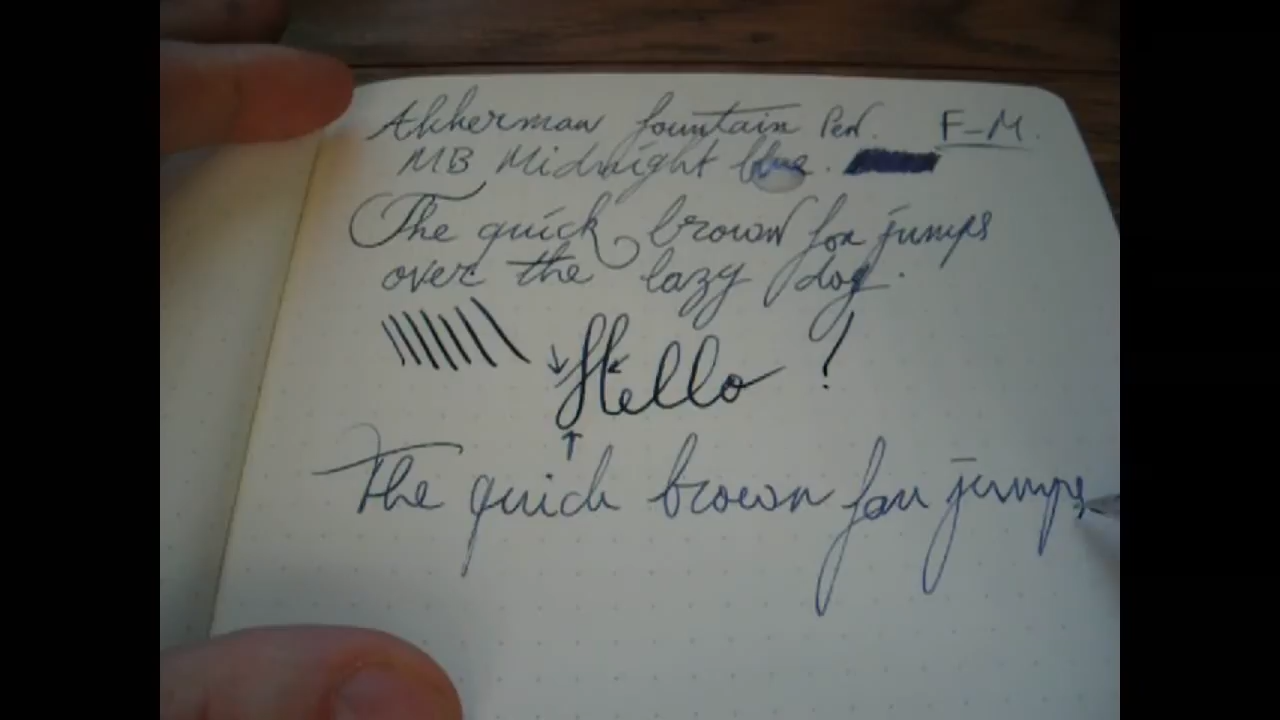 Akkerman fountain Pen. F-M.
MB Midnight blue.
The quick brown fox jumps
over the lazy dog.
Hello !
The quick brown fox jumps